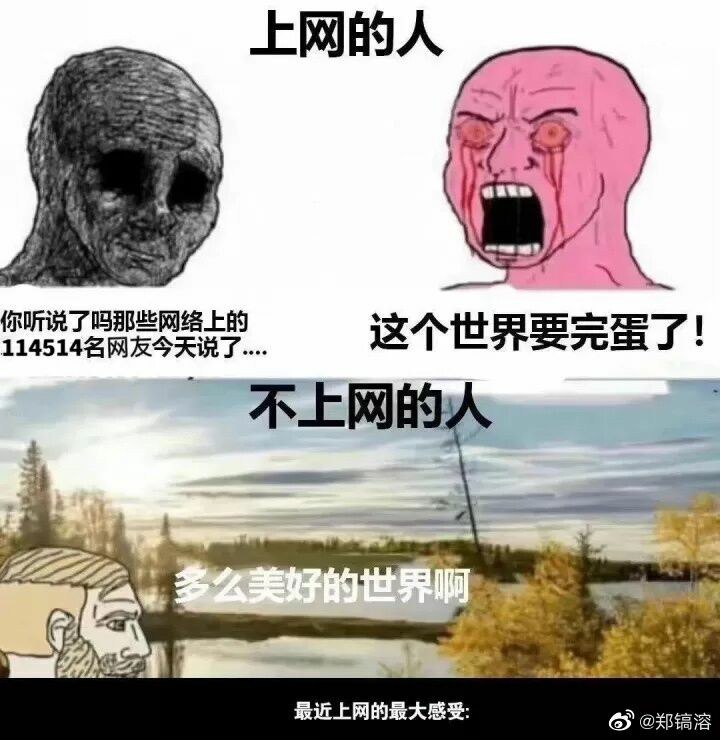 上网的人
你听说了吗那些网络上的
114514名网友今天说了....
这个世界要完蛋了!
不上网的人
多么美好的世界啊
最近上网的最大感受:
@郑镐溶